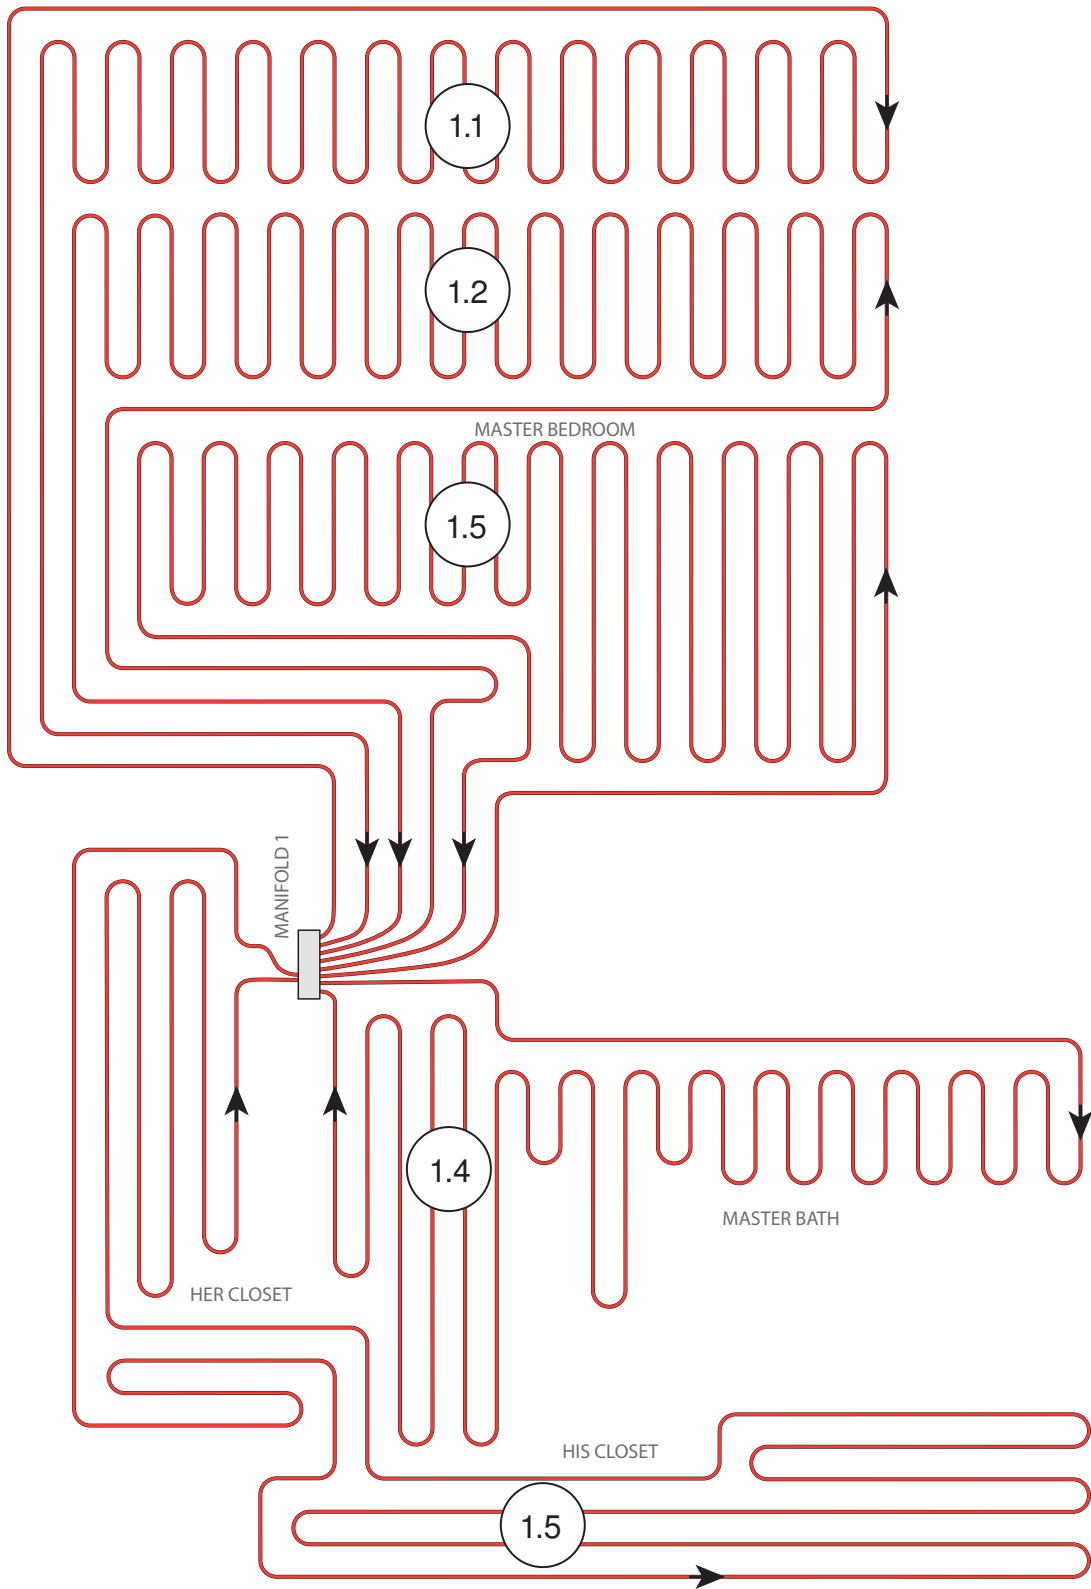 1.1
1.2
MASTER BEDROOM
1.5
MANIFOLD 1
1.4
MASTER BATH
HER CLOSET
HIS CLOSET
1.5